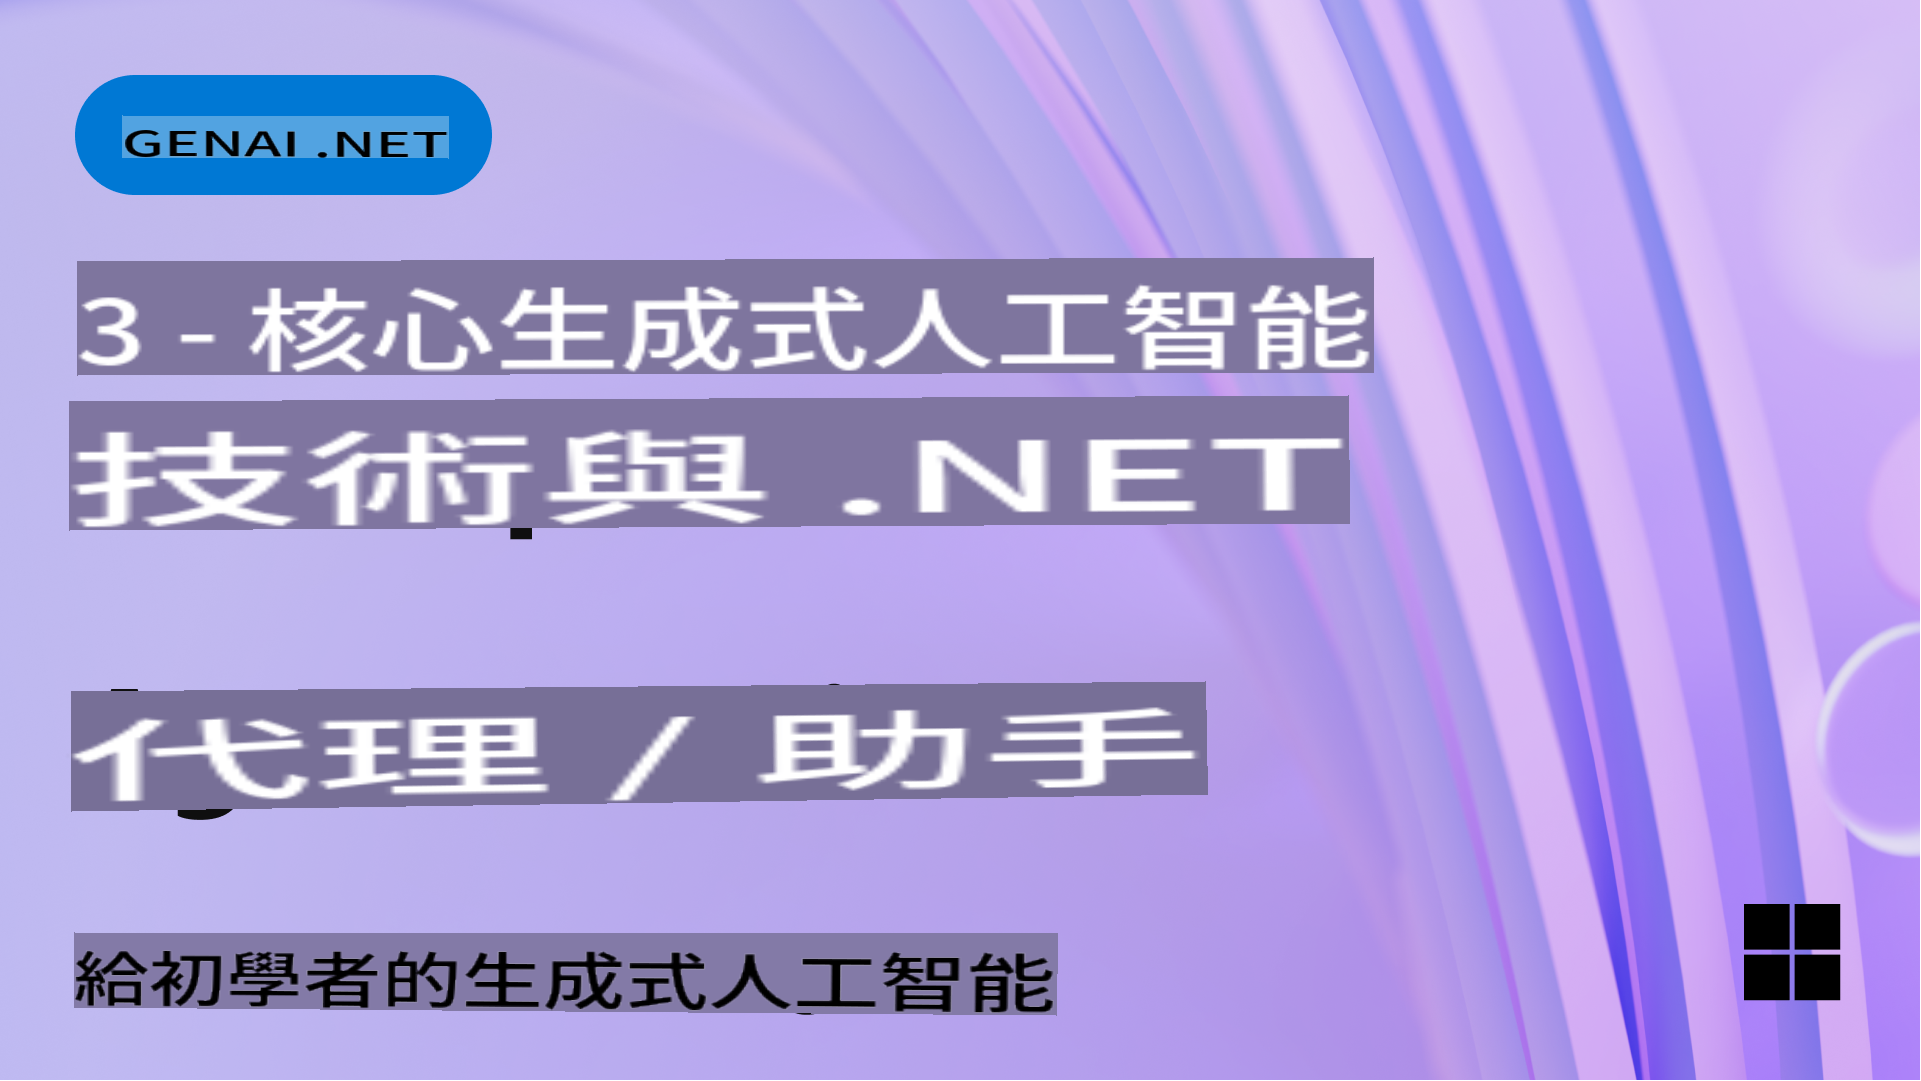 GENAI .NET
3 - 核心生成式人工智能
技術與 .NET
代理 / 助手
給初學者的生成式人工智能